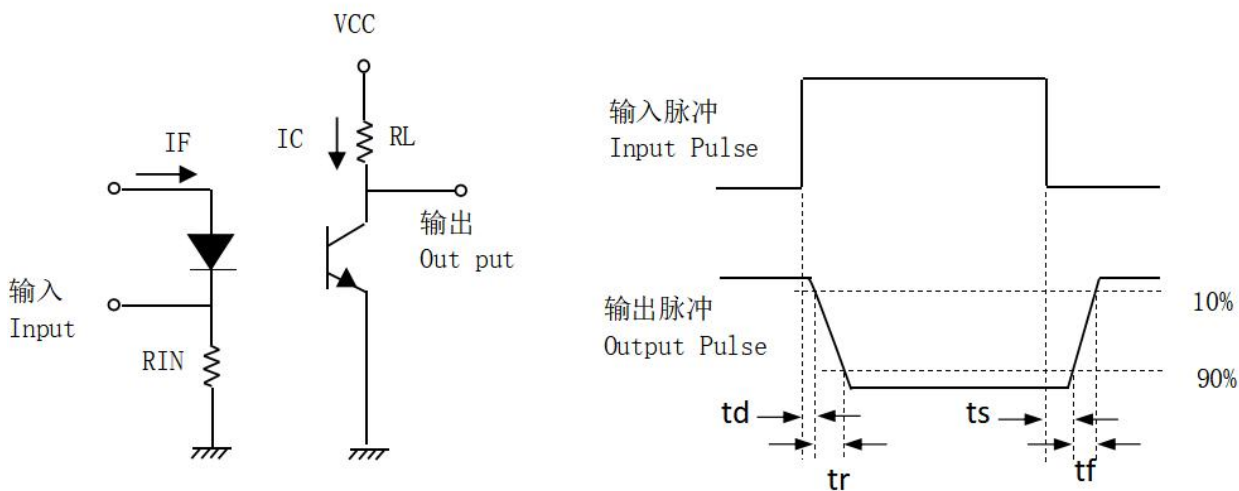 VCC
IC
RL
IF
输出
Out put
输入
Input
RIN
输入脉冲
Input Pulse
输出脉冲
Output Pulse
10%
90%
td
ts
tr
tf